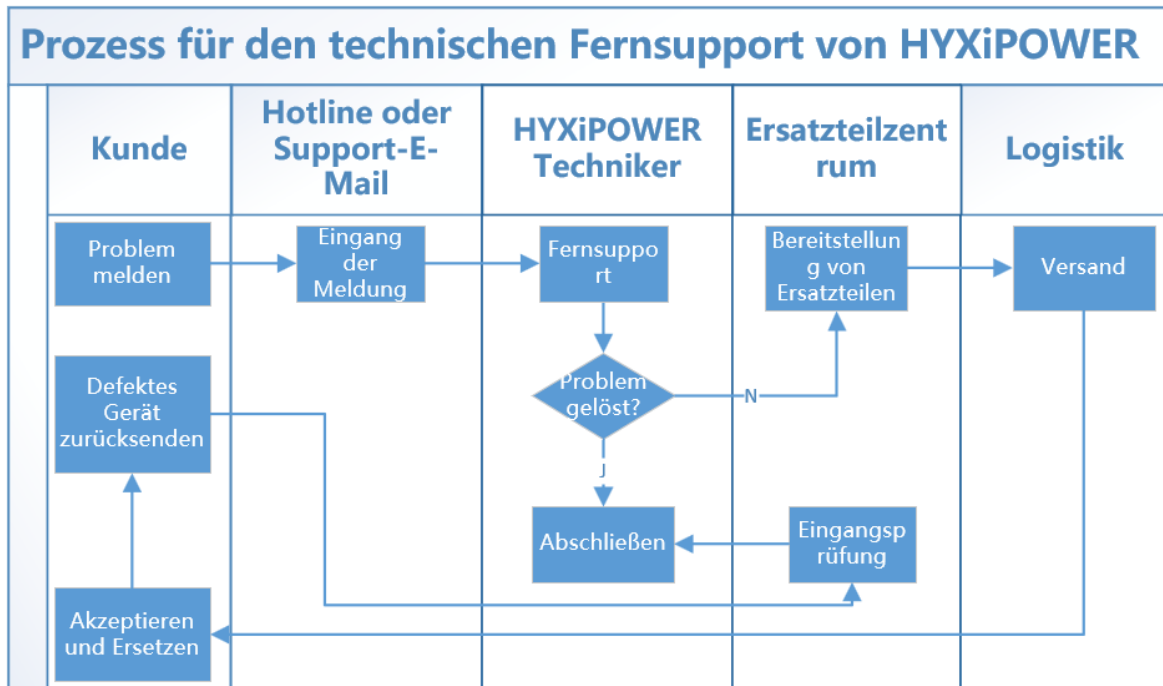 Prozess für den technischen Fernsupport von HYXiPOWER
Kunde
Hotline oder
Support-E-
Mail
HYXiPOWER
Techniker
Ersatzteilzent
rum
Logistik
Problem
melden
Eingang
der
Meldung
Fernsuppo
rt
Bereitstellun
g von
Ersatzteilen
Versand
Defektes
Gerät
zurücksenden
Problem
gelöst?
N
J
Abschließen
Eingangsp
rüfung
Akzeptieren
und Ersetzen